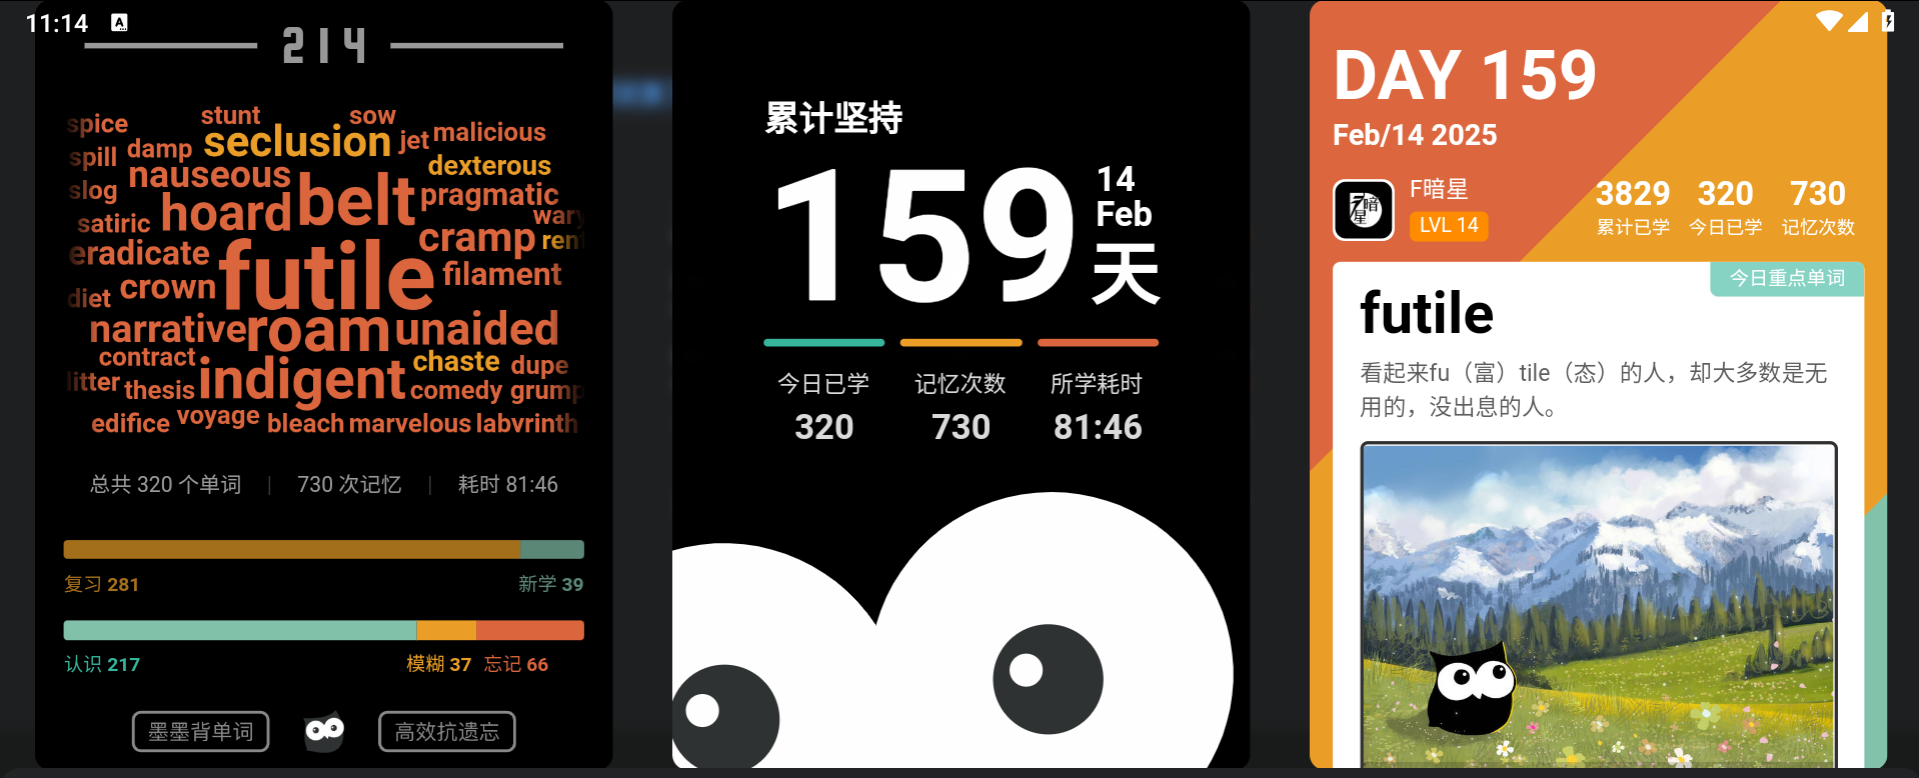 11:14
214
spice stunt sow
damp seclusion jet malicious
spill dexterous
nauseous belt pragmatic
slog hoard
satiric wary
eradicate cramp ren
futile filament
crown
diet
narrative roam unaided
contract chaste dupe
indigent
litter thesis comedy grump
edifice voyage bleach marvelous labyrinth
总共 320 个单词 | 730 次记忆 | 耗时 81:46
复习 281 新学 39
认识 217 模糊 37 忘记 66
墨墨背单词 高效抗遗忘
累计坚持
159 14 Feb 天
今日已学 记忆次数 所学耗时
320 730 81:46
DAY 159
Feb/14 2025
F暗星
LVL 14
3829 320 730
累计已学 今日已学 记忆次数
今日重点单词
futile
看起来fu（富）tile（态）的人，却大多数是无
用的，没出息的人。